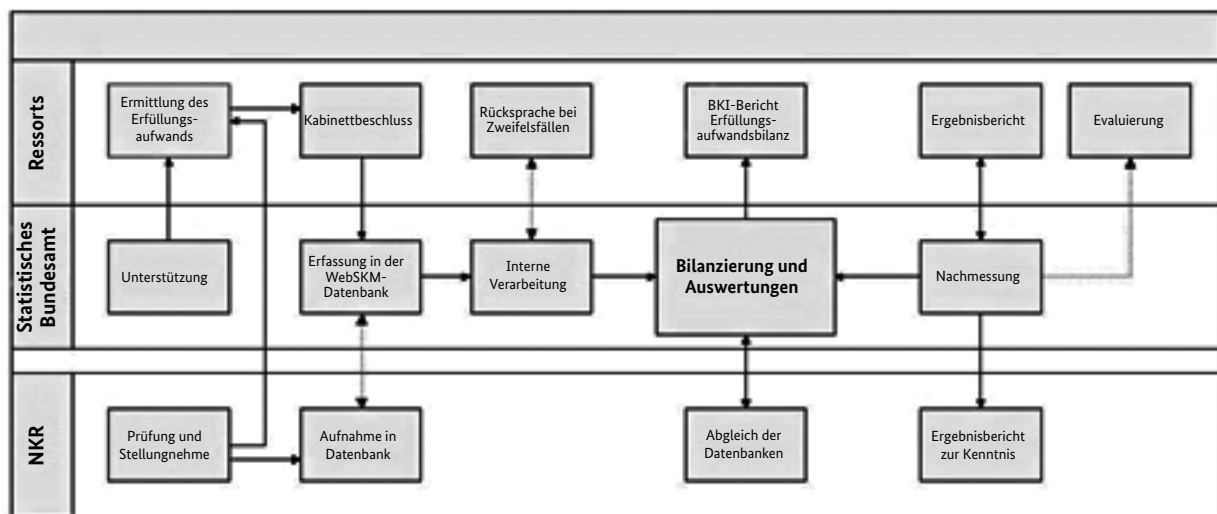 Ressorts
Ermittlung des
Erfüllungs-
aufwands
Kabinettbeschluss
Rücksprache bei
Zweifelsfällen
BKI-Bericht
Erfüllungs-
aufwandsbilanz
Ergebnisbericht
Evaluierung
Statistisches
Bundesamt
Unterstützung
Erfassung in der
WebSKM-
Datenbank
Interne
Verarbeitung
Bilanzierung und
Auswertungen
Nachmessung
NKR
Prüfung und
Stellungnehme
Aufnahme in
Datenbank
Abgleich der
Datenbanken
Ergebnisbericht
zur Kenntnis